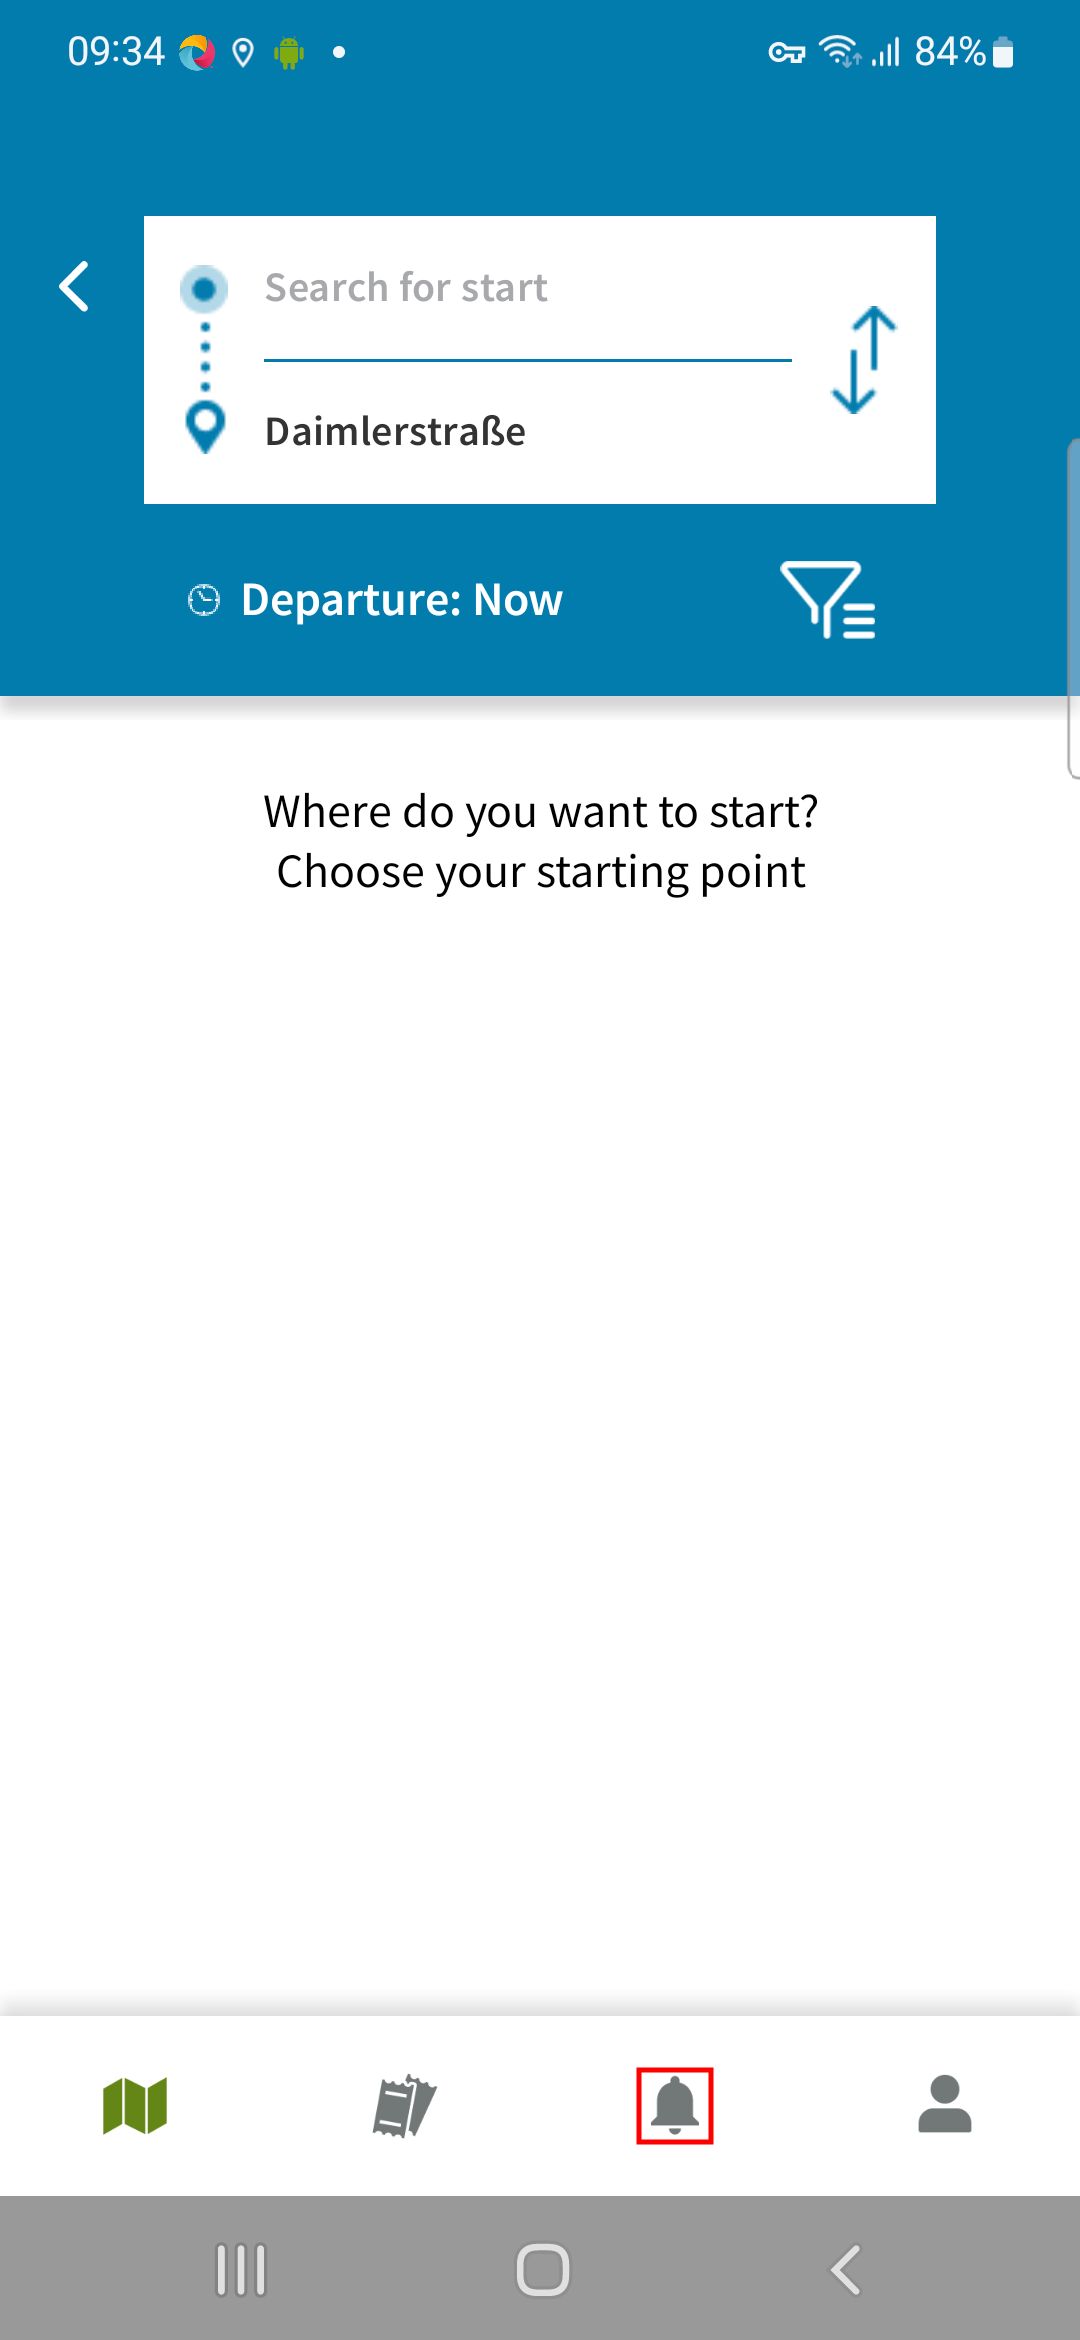 09:34
84%
Search for start
Daimlerstraße
Departure: Now
Where do you want to start?
Choose your starting point